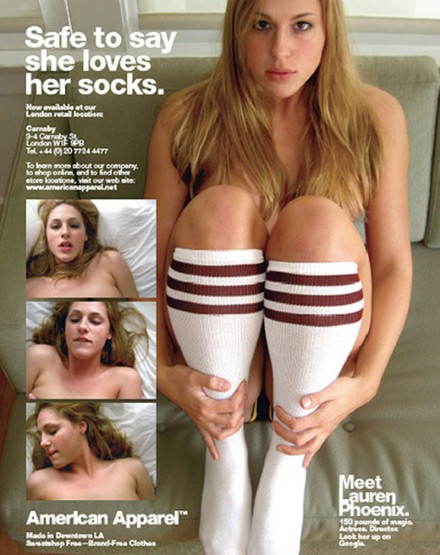 Safe to say
she loves
her socks.
Now available at our
London retail location:
Carnaby
3-4 Carnaby St.
London W1F 9PB
Tel. +44 (0) 20 7734 4477
To learn more about our company,
to shop online, and to find other
store locations, visit our web site:
www.americanapparel.net
Meet
Lauren
Phoenix.
pounds of magic.
Actress. Director.
Look her up on
Google.
American Apparel™
Made in Downtown LA
Sweatshop Free—Brand-Free Clothes